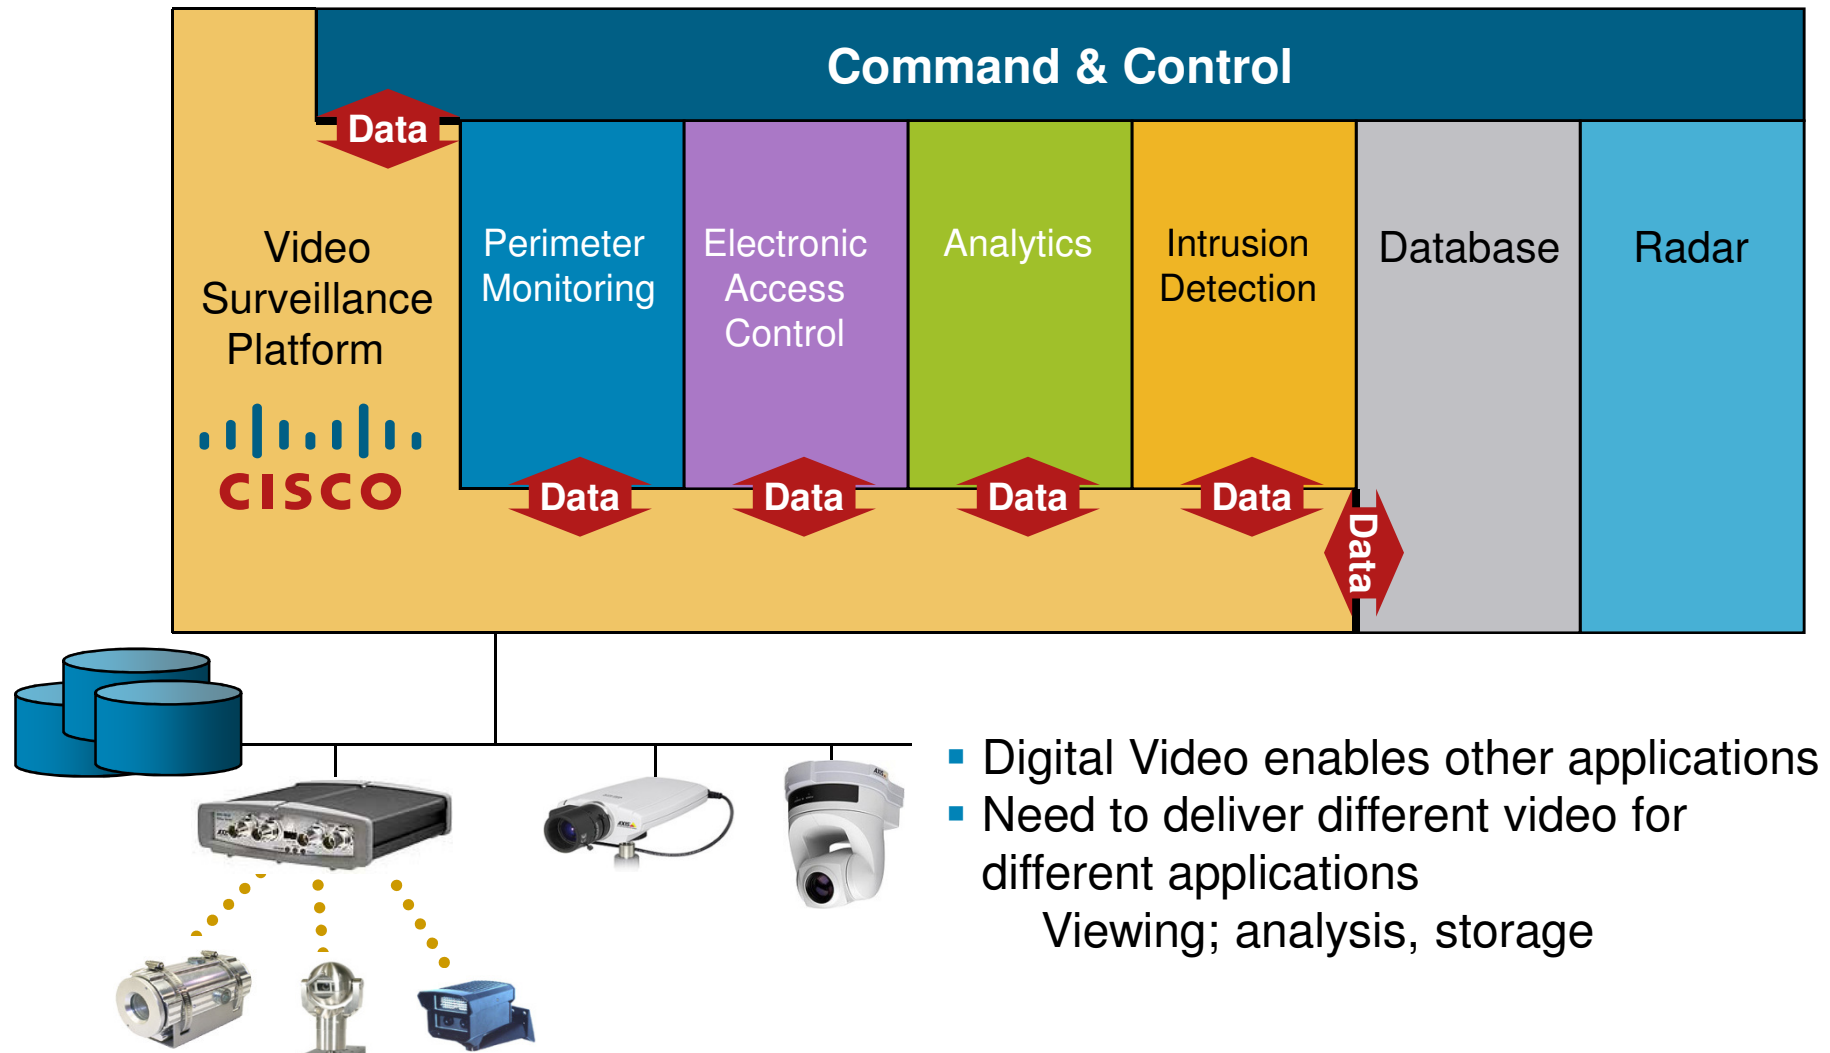 Command & Control
Data
Video
Surveillance
Platform
CISCO
Perimeter
Monitoring
Electronic
Access
Control
Analytics
Intrusion
Detection
Database
Radar
Data
Data
Data
Data
Data
Digital Video enables other applications
Need to deliver different video for
different applications
Viewing; analysis, storage